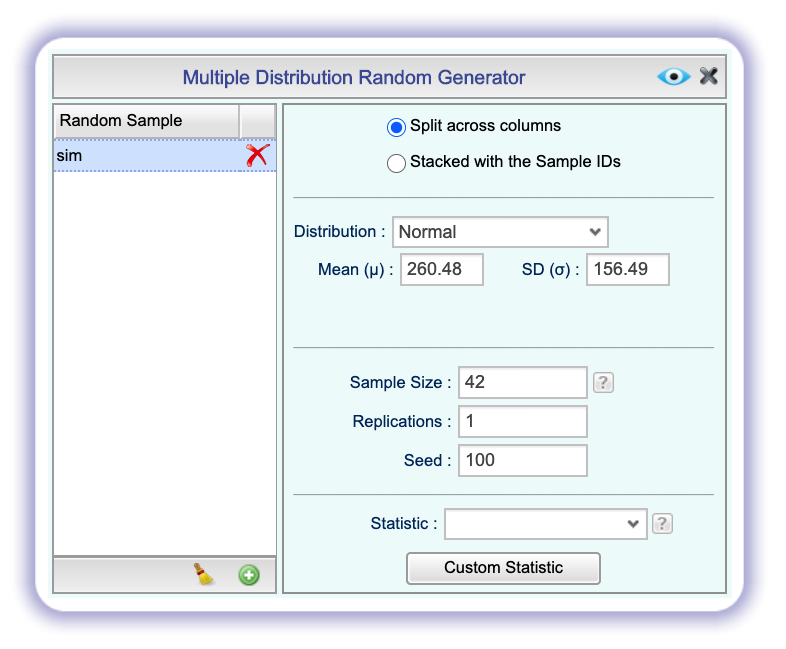 Multiple Distribution Random Generator
Random Sample
sim
Split across columns
Stacked with the Sample IDs
Distribution : Normal
Mean (μ) : 260.48 SD (σ) : 156.49
Sample Size : 42 ?
Replications : 1
Seed : 100
Statistic : ?
Custom Statistic